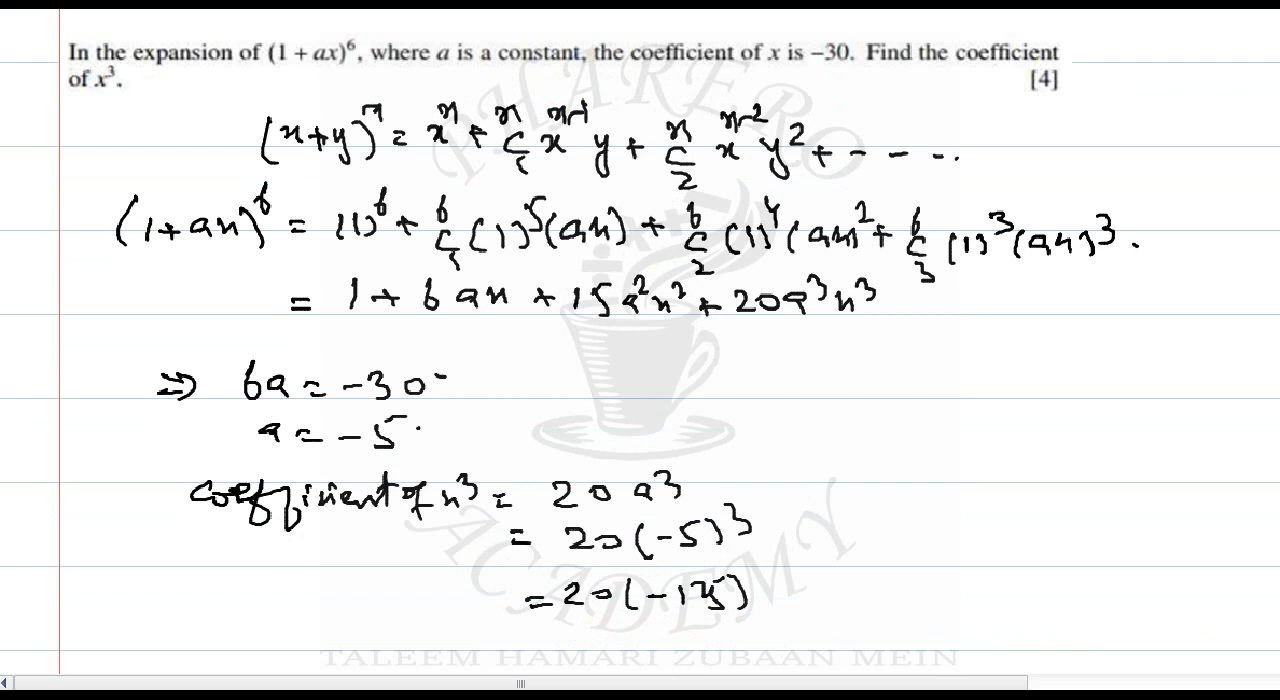 In the expansion of (1 + ax)⁶, where a is a constant, the coefficient of x is −30. Find the coefficient
of x³. [4]
(x+y)ⁿ = xⁿ + ⁿC₁ xⁿ⁻¹ y + ⁿC₂ xⁿ⁻² y² + - - - .
(1+ax)⁶ = (1)⁶ + ⁶C₁ (1)⁵(ax) + ⁶C₂ (1)⁴(ax)² + ⁶C₃ (1)³(ax)³ .
= 1 + 6ax + 15a²x² + 20a³x³
⇒ 6a = -30
a = -5.
coefficient of x³ = 20a³
= 20(-5)³
= 20(-125)
PHARERO
ACADEMY
TALEEM HAMARI ZUBAAN MEIN